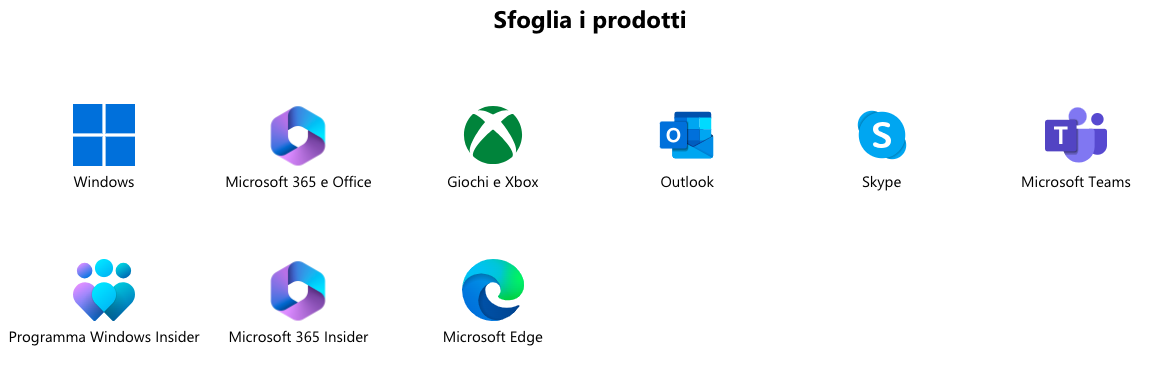 Sfoglia i prodotti
Windows
Microsoft 365 e Office
Giochi e Xbox
O
Outlook
S
Skype
T
Microsoft Teams
Programma Windows Insider
Microsoft 365 Insider
Microsoft Edge